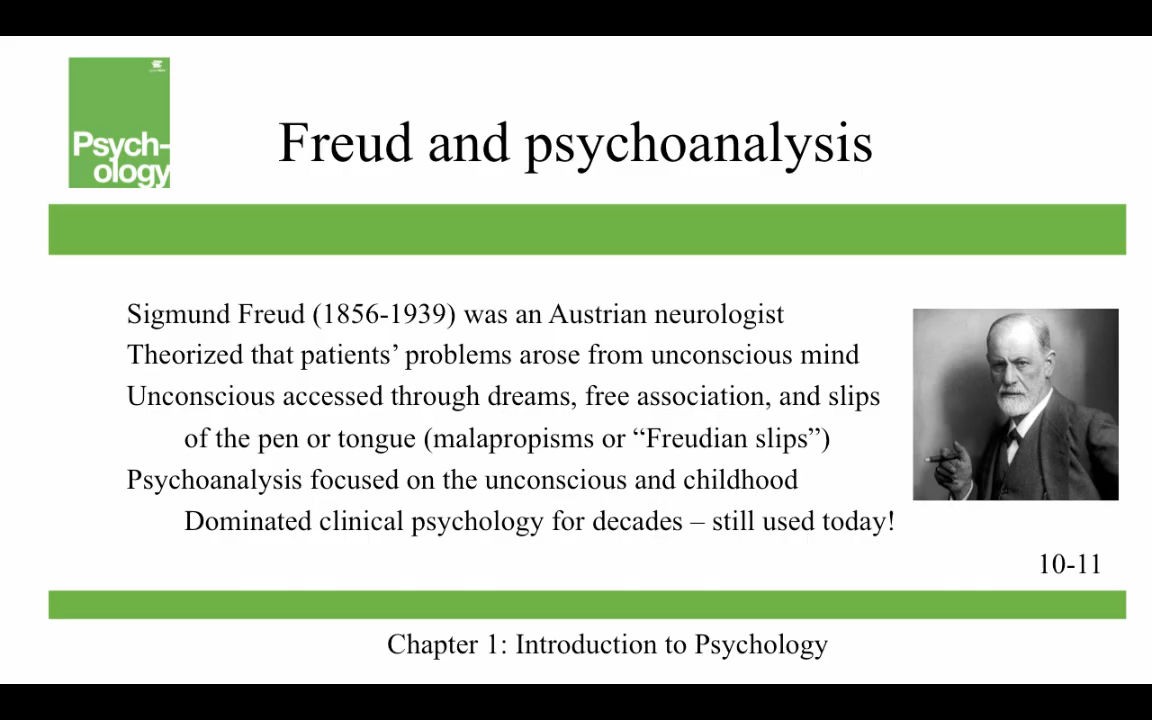 Psych-
ology
Freud and psychoanalysis
Sigmund Freud (1856-1939) was an Austrian neurologist
Theorized that patients’ problems arose from unconscious mind
Unconscious accessed through dreams, free association, and slips
of the pen or tongue (malapropisms or “Freudian slips”)
Psychoanalysis focused on the unconscious and childhood
Dominated clinical psychology for decades – still used today!
10-11
Chapter 1: Introduction to Psychology